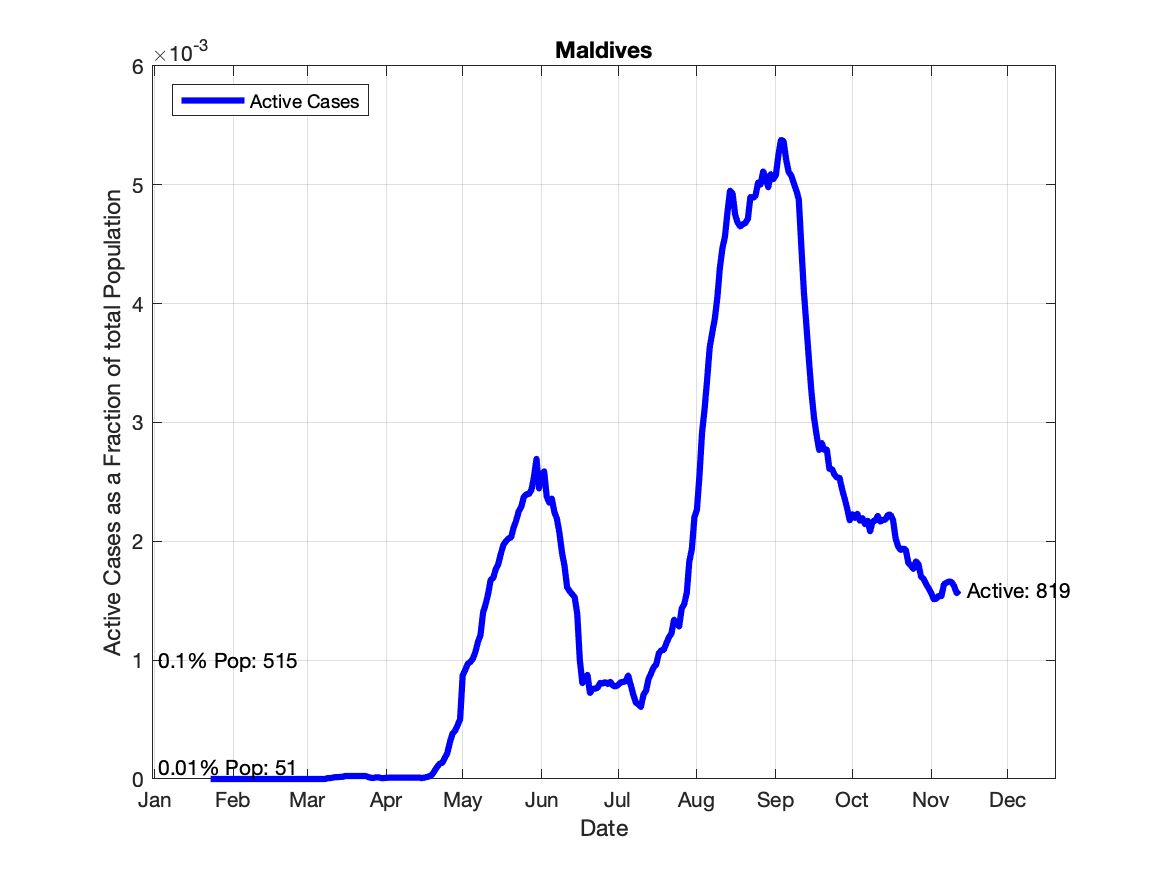 Maldives
×10⁻³
Active Cases
6
5
4
3
2
1
0
Active Cases as a Fraction of total Population
0.1% Pop: 515
0.01% Pop: 51
Active: 819
Jan Feb Mar Apr May Jun Jul Aug Sep Oct Nov Dec
Date